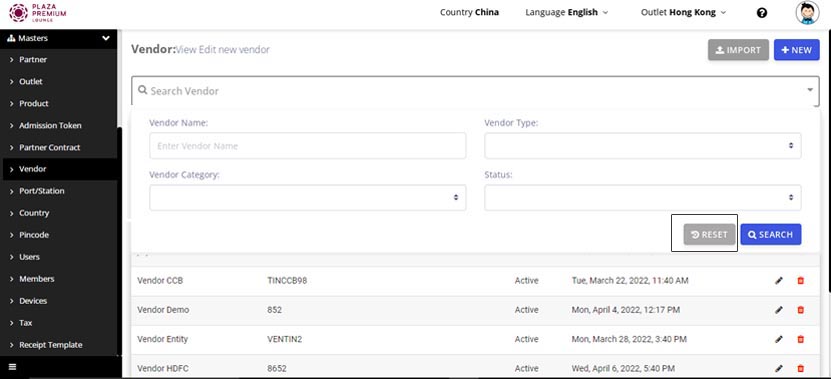 PLAZA
PREMIUM
LOUNGE
Country China
Language English
Outlet Hong Kong
Masters
Partner
Outlet
Product
Admission Token
Partner Contract
Vendor
Port/Station
Country
Pincode
Users
Members
Devices
Tax
Receipt Template
Vendor:View Edit new vendor
IMPORT
+ NEW
Search Vendor
Vendor Name:
Vendor Type:
Enter Vendor Name
Vendor Category:
Status:
RESET
SEARCH
Vendor CCB TINCCB98 Active Tue, March 22, 2022, 11:40 AM
Vendor Demo 852 Active Mon, April 4, 2022, 12:17 PM
Vendor Entity VENTIN2 Active Mon, March 28, 2022, 3:40 PM
Vendor HDFC 8652 Active Wed, April 6, 2022, 5:40 PM